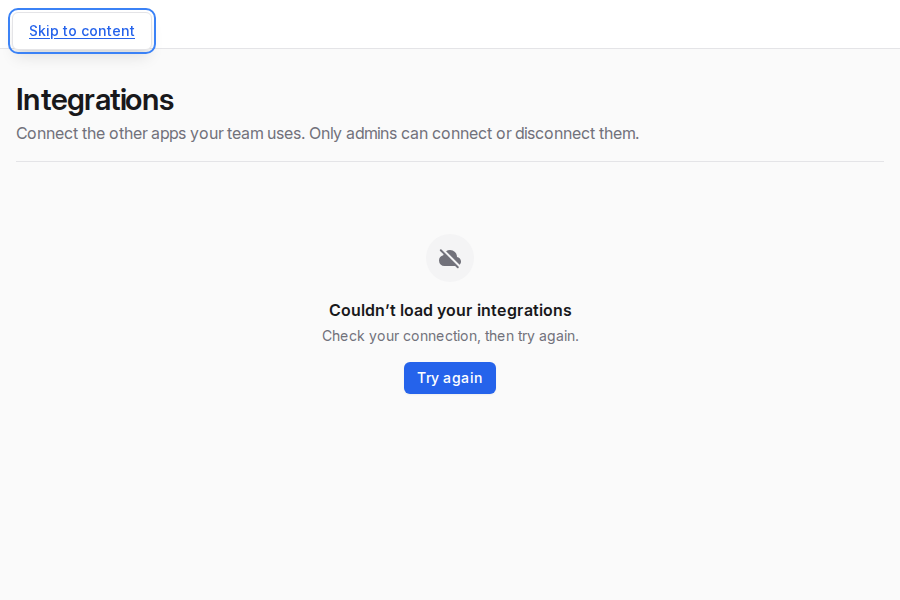 Skip to content
Integrations
Connect the other apps your team uses. Only admins can connect or disconnect them.
Couldn’t load your integrations
Check your connection, then try again.
Try again